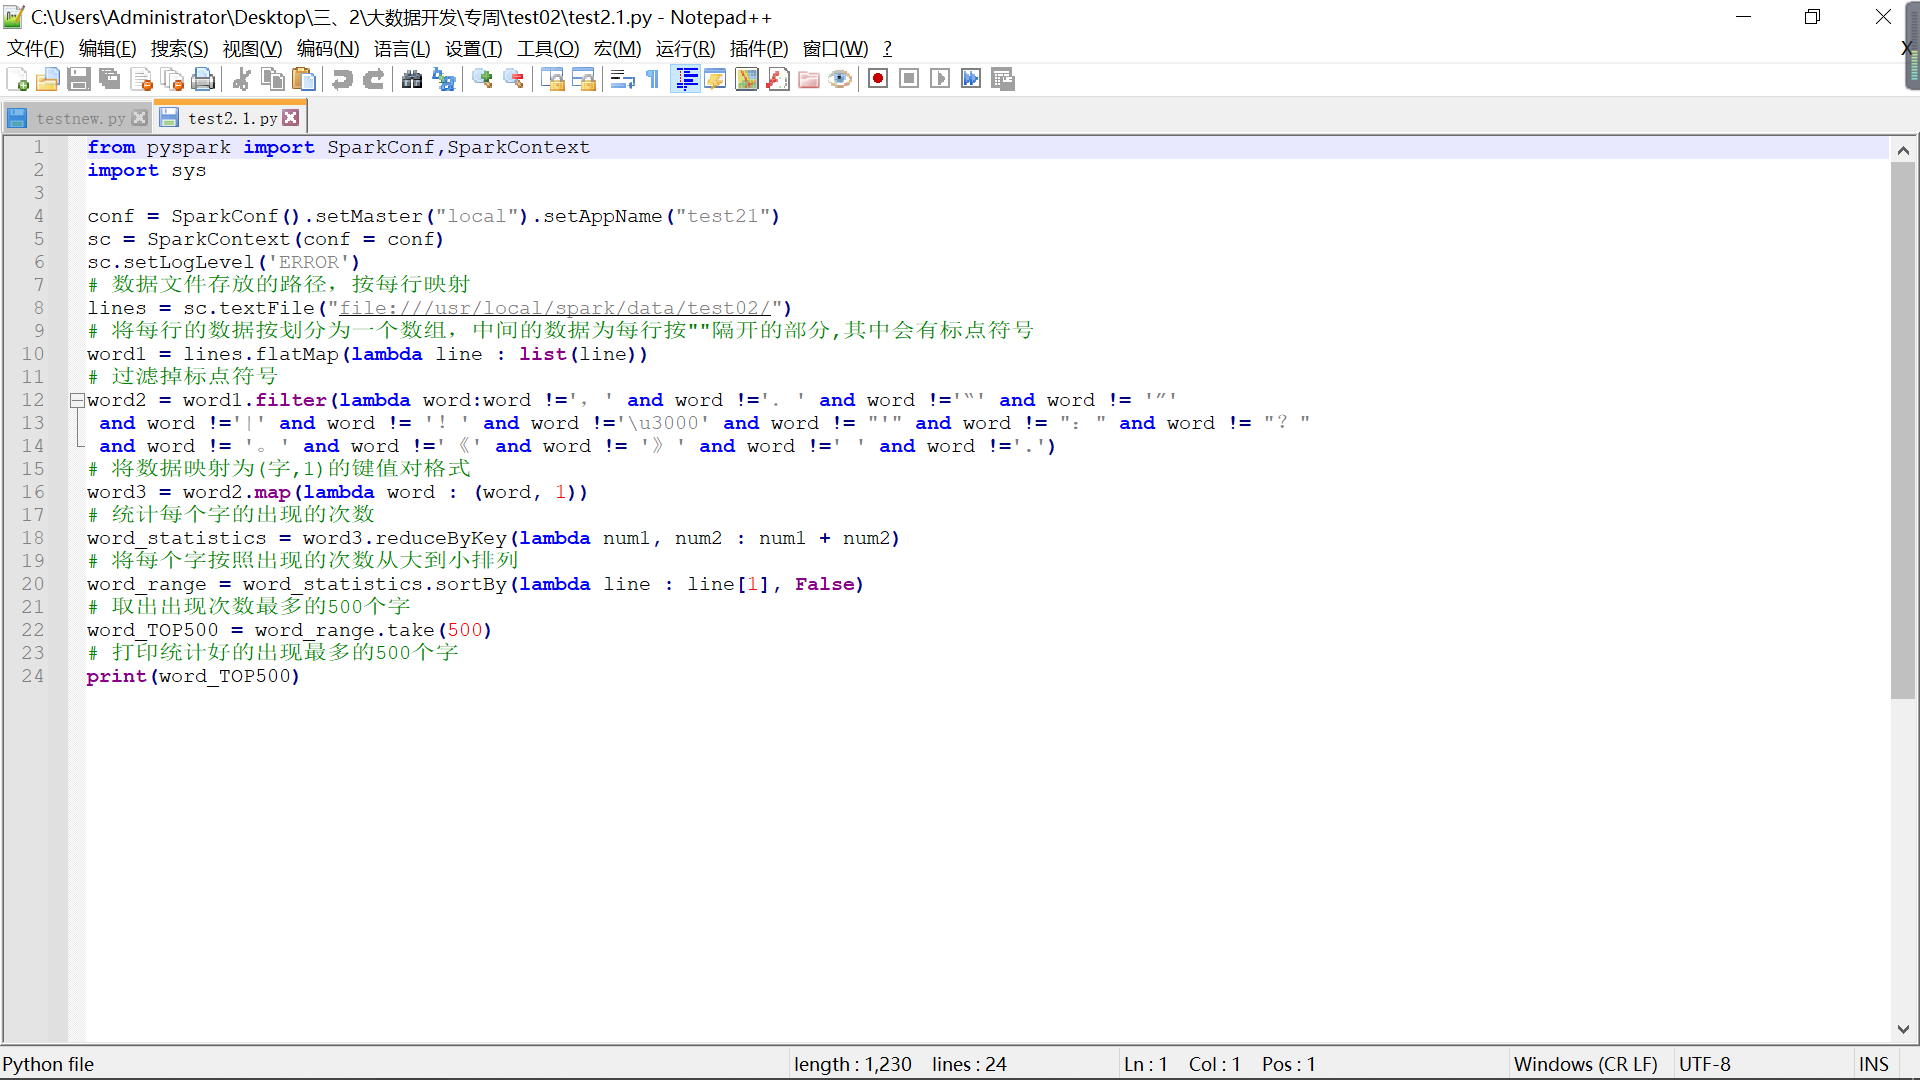 C:\Users\Administrator\Desktop\三、2\大数据开发\专周\test02\test2.1.py - Notepad++
文件(F) 编辑(E) 搜索(S) 视图(V) 编码(N) 语言(L) 设置(T) 工具(O) 宏(M) 运行(R) 插件(P) 窗口(W) ?
X
testnew.py test2.1.py
1 from pyspark import SparkConf,SparkContext
2 import sys
3
4 conf = SparkConf().setMaster("local").setAppName("test21")
5 sc = SparkContext(conf = conf)
6 sc.setLogLevel('ERROR')
7 # 数据文件存放的路径，按每行映射
8 lines = sc.textFile("file:///usr/local/spark/data/test02/")
9 # 将每行的数据按划分为一个数组，中间的数据为每行按""隔开的部分,其中会有标点符号
10 word1 = lines.flatMap(lambda line : list(line))
11 # 过滤掉标点符号
12 word2 = word1.filter(lambda word:word !='，' and word !='．' and word !='“' and word != '”'
13 and word !='|' and word != '！' and word !='\u3000' and word != "'" and word != "：" and word != "？"
14 and word != '。' and word !='《' and word != '》' and word !=' ' and word !='.')
15 # 将数据映射为(字,1)的键值对格式
16 word3 = word2.map(lambda word : (word, 1))
17 # 统计每个字的出现的次数
18 word_statistics = word3.reduceByKey(lambda num1, num2 : num1 + num2)
19 # 将每个字按照出现的次数从大到小排列
20 word_range = word_statistics.sortBy(lambda line : line[1], False)
21 # 取出出现次数最多的500个字
22 word_TOP500 = word_range.take(500)
23 # 打印统计好的出现最多的500个字
24 print(word_TOP500)
Python file length : 1,230 lines : 24 Ln : 1 Col : 1 Pos : 1 Windows (CR LF) UTF-8 INS